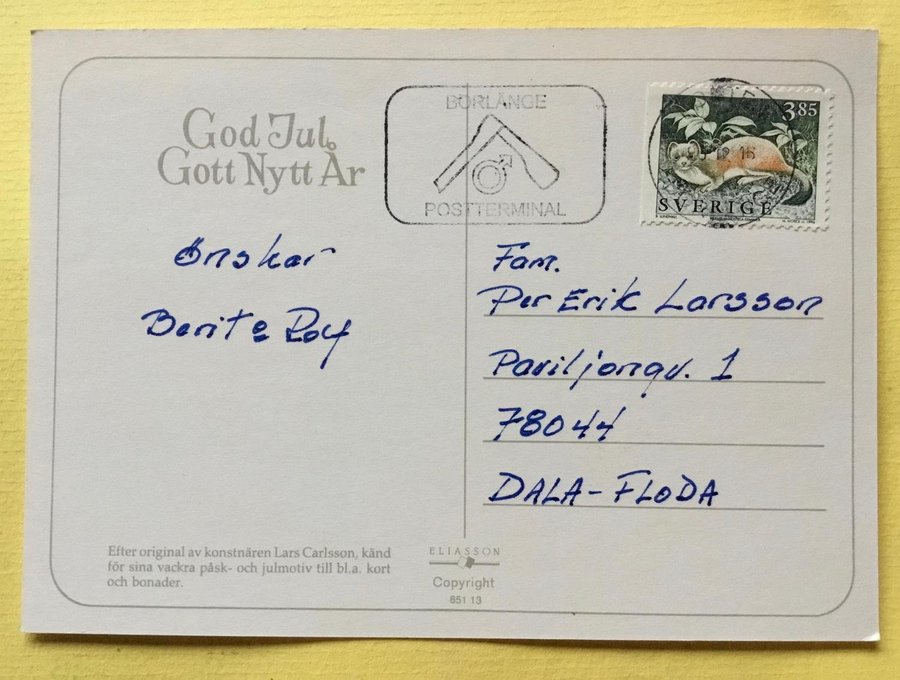 God Jul
Gott Nytt År
BORLÄNGE
POSTTERMINAL
3.85
SVERIGE
Önskar
Berit & Rolf
Fam.
Per Erik Larsson
Paviljongv. 1
78044
DALA-FLODA
Efter original av konstnären Lars Carlsson, känd
för sina vackra påsk- och julmotiv till bl.a. kort
och bonader.
ELIASSON
Copyright
651 13